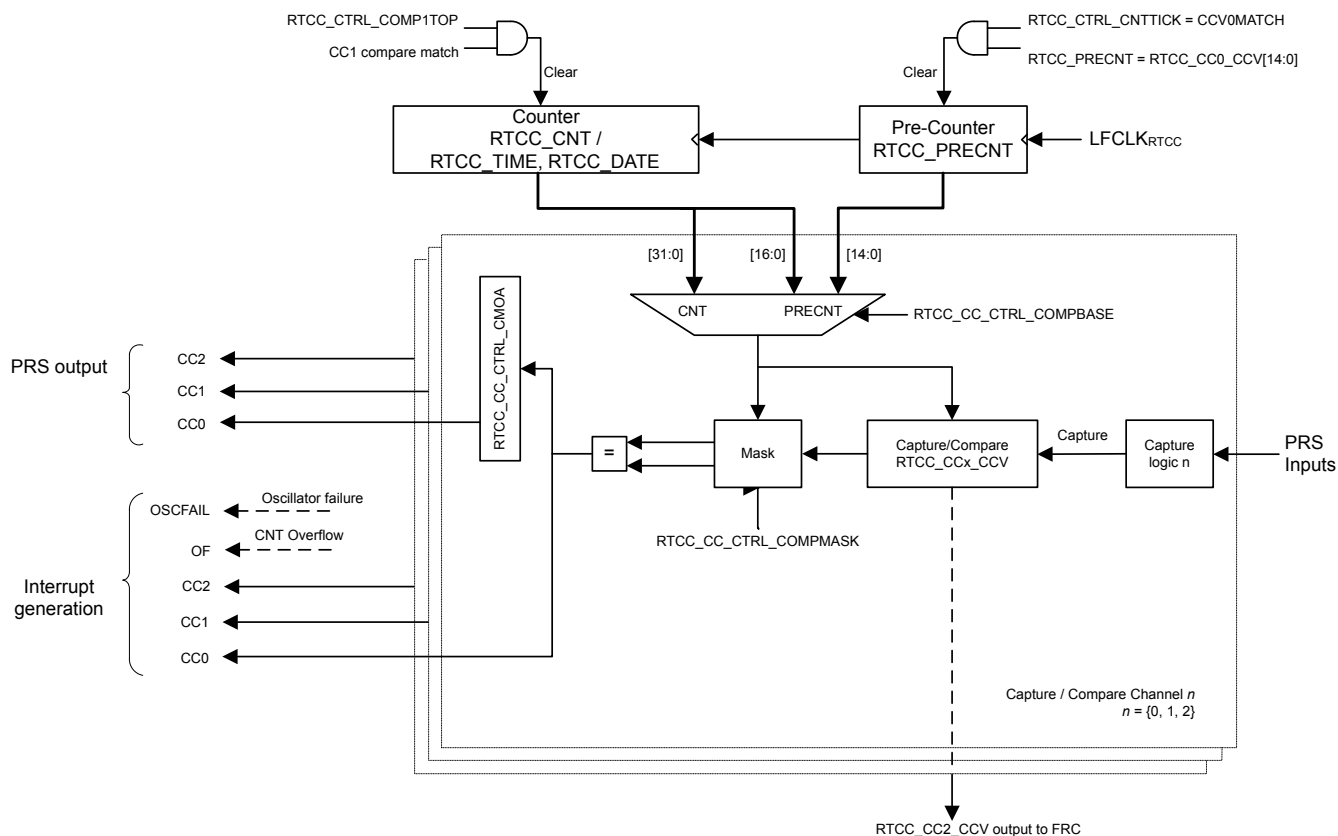 RTCC_CTRL_COMP1TOP
CC1 compare match
Clear
RTCC_CTRL_CNTTICK = CCV0MATCH
RTCC_PRECNT = RTCC_CC0_CCV[14:0]
Clear
Counter
RTCC_CNT /
RTCC_TIME, RTCC_DATE
Pre-Counter
RTCC_PRECNT
LFCLKRTCC
[31:0]
[16:0]
[14:0]
CNT
PRECNT
RTCC_CC_CTRL_COMPBASE
RTCC_CC_CTRL_CMOA
PRS output
CC2
CC1
CC0
=
Mask
Capture/Compare
RTCC_CCx_CCV
Capture
Capture
logic n
PRS
Inputs
RTCC_CC_CTRL_COMPMASK
Interrupt
generation
OSCFAIL
Oscillator failure
OF
CNT Overflow
CC2
CC1
CC0
Capture / Compare Channel n
n = {0, 1, 2}
RTCC_CC2_CCV output to FRC